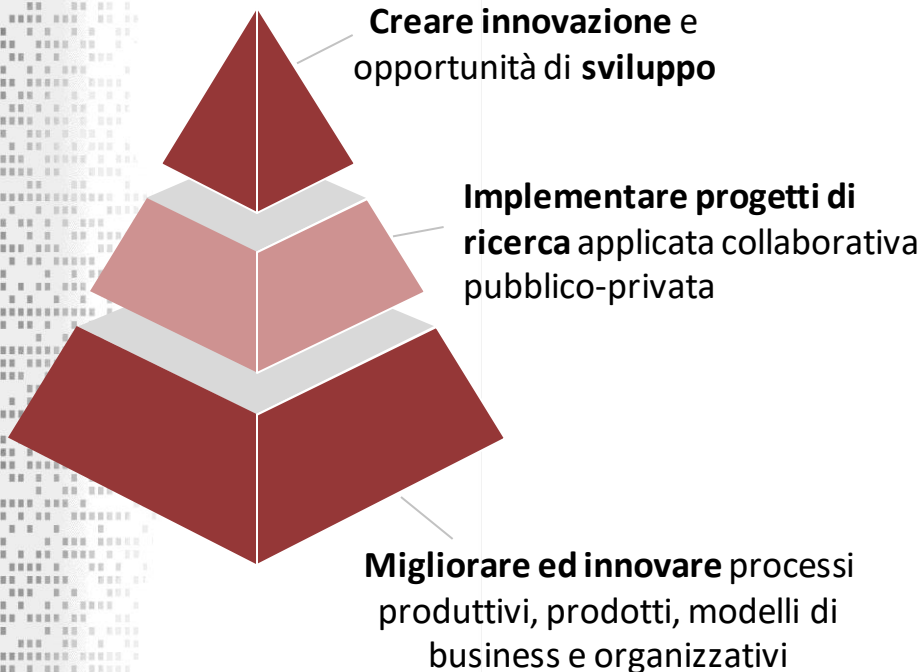 Creare innovazione e
opportunità di sviluppo
Implementare progetti di
ricerca applicata collaborativa
pubblico-privata
Migliorare ed innovare processi
produttivi, prodotti, modelli di
business e organizzativi